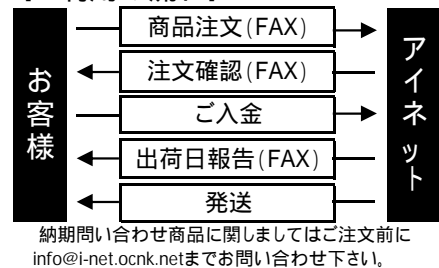 商品注文(FAX)
注文確認(FAX)
ご入金
出荷日報告(FAX)
発送
お客様
アイネット
納期問い合わせ商品に関しましてはご注文前に
info@i-net.ocnk.netまでお問い合わせ下さい。